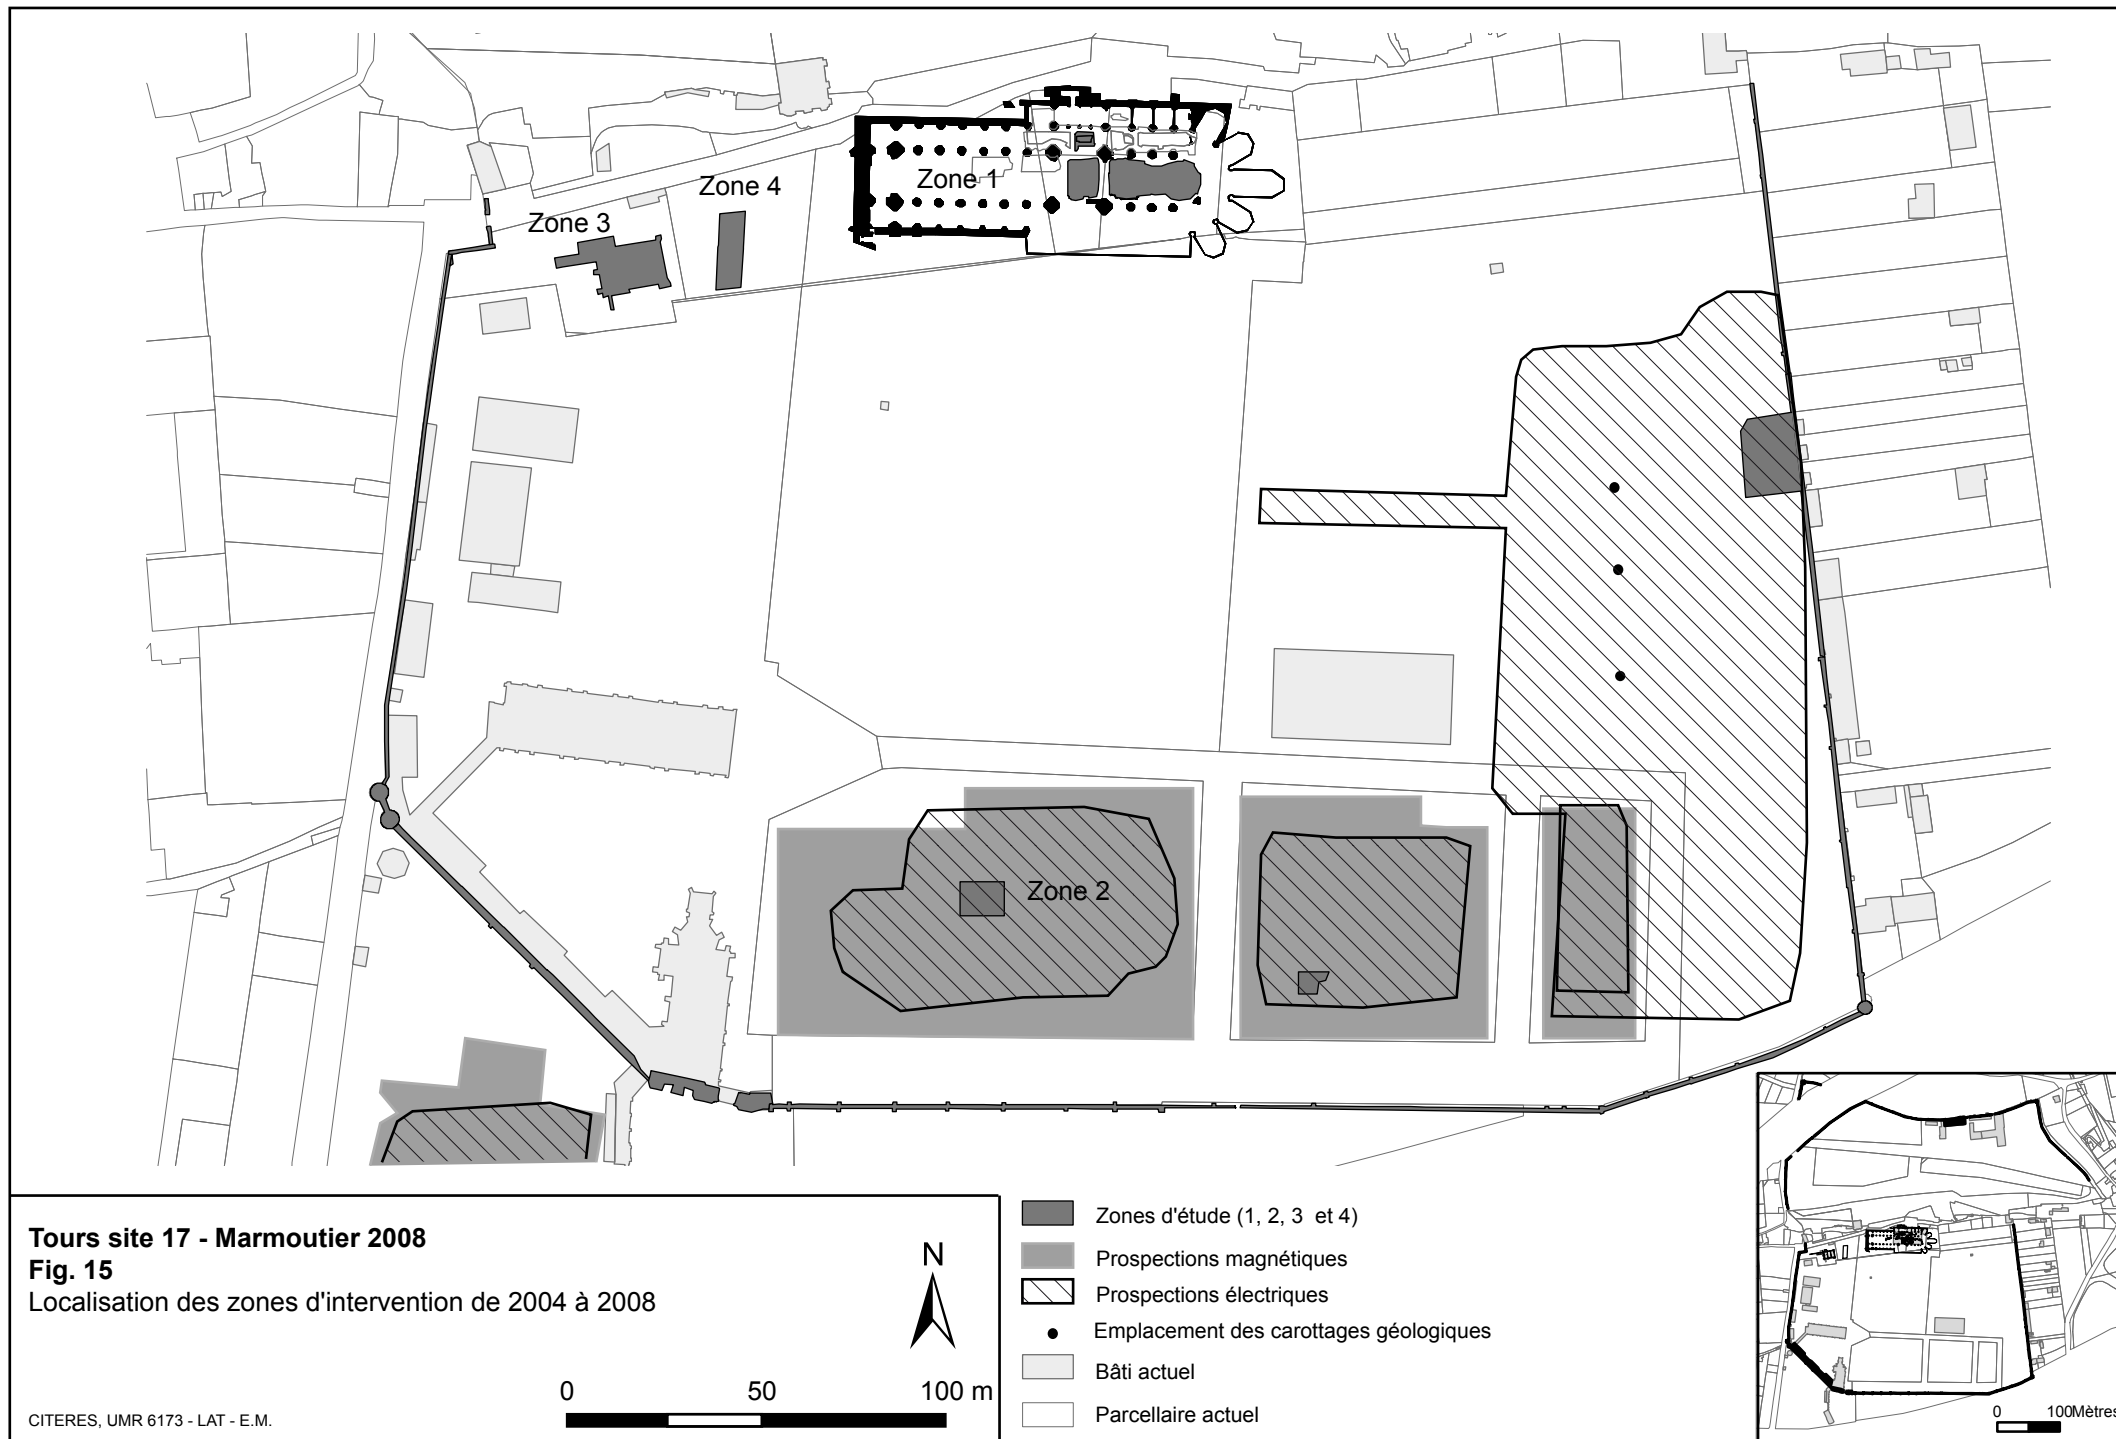 Zone 4
Zone 1
Zone 3
Zone 2
Tours site 17 - Marmoutier 2008
Fig. 15
Localisation des zones d'intervention de 2004 à 2008
N
0 50 100 m
CITERES, UMR 6173 - LAT - E.M.
Zones d'étude (1, 2, 3 et 4)
Prospections magnétiques
Prospections électriques
Emplacement des carottages géologiques
Bâti actuel
Parcellaire actuel
0 100Mètres